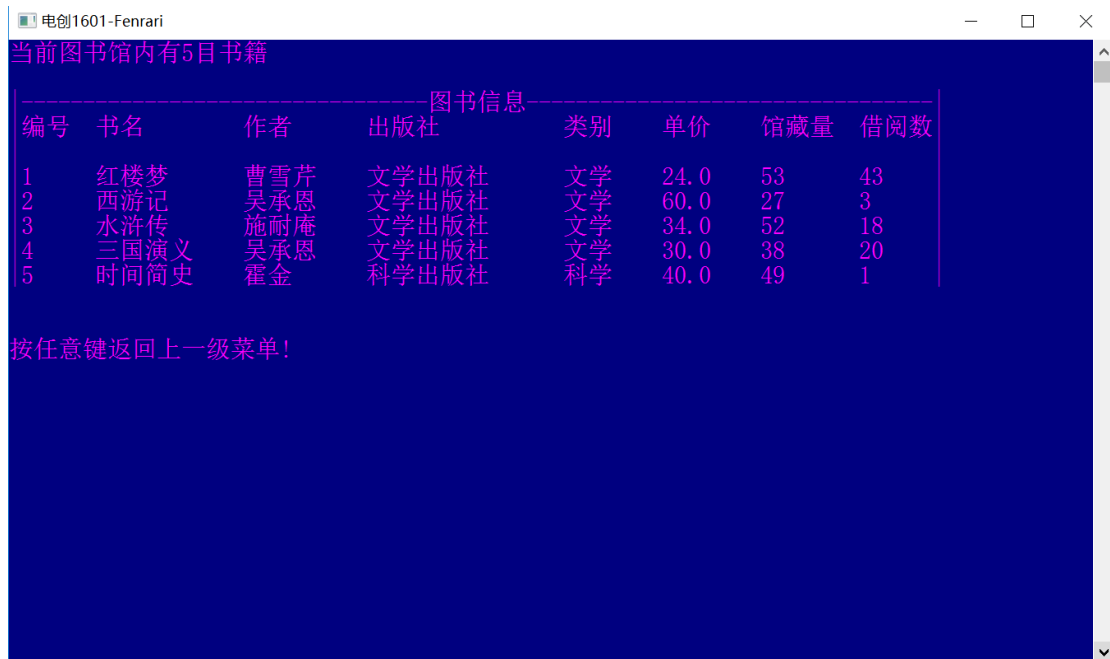 电创1601-Fenrari
当前图书馆内有5目书籍
|---------------------------------图书信息---------------------------------|
编号 书名 作者 出版社 类别 单价 馆藏量 借阅数
1 红楼梦 曹雪芹 文学出版社 文学 24.0 53 43
2 西游记 吴承恩 文学出版社 文学 60.0 27 3
3 水浒传 施耐庵 文学出版社 文学 34.0 52 18
4 三国演义 吴承恩 文学出版社 文学 30.0 38 20
5 时间简史 霍金 科学出版社 科学 40.0 49 1
按任意键返回上一级菜单!